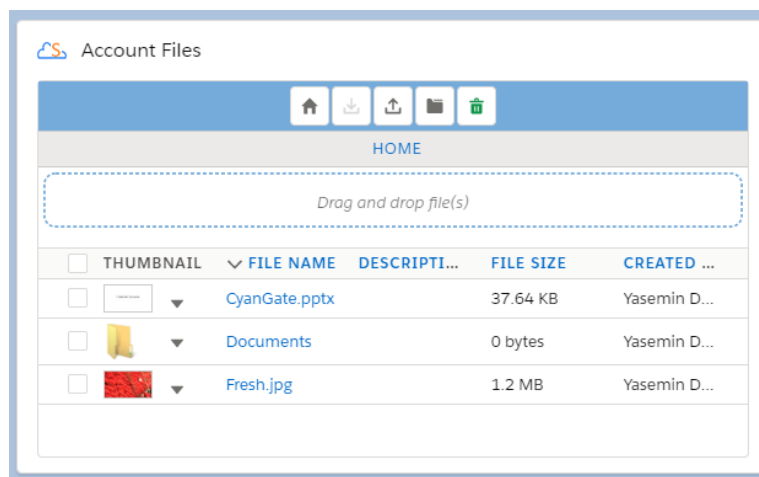 S Account Files
HOME
Drag and drop file(s)
THUMBNAIL FILE NAME DESCRIPTI... FILE SIZE CREATED ...
CyanGate.pptx 37.64 KB Yasemin D...
Documents 0 bytes Yasemin D...
Fresh.jpg 1.2 MB Yasemin D...